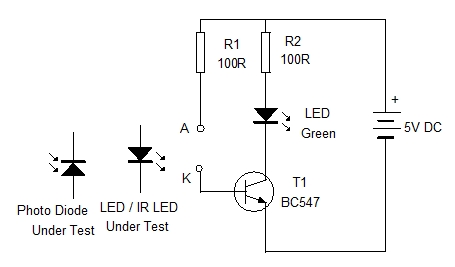 R1
100R
R2
100R
LED
Green
+
5V DC
A
K
T1
BC547
Photo Diode
Under Test
LED / IR LED
Under Test